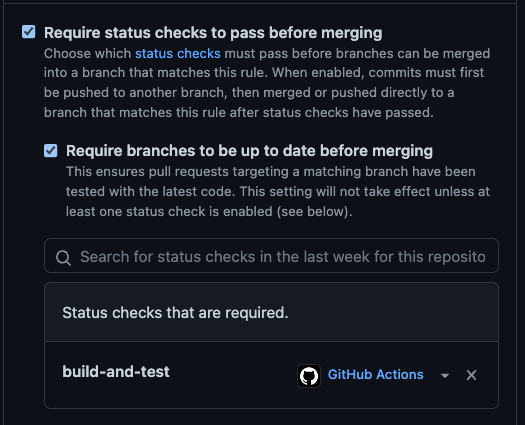 Require status checks to pass before merging
Choose which status checks must pass before branches can be merged
into a branch that matches this rule. When enabled, commits must first
be pushed to another branch, then merged or pushed directly to a
branch that matches this rule after status checks have passed.
Require branches to be up to date before merging
This ensures pull requests targeting a matching branch have been
tested with the latest code. This setting will not take effect unless at
least one status check is enabled (see below).
Search for status checks in the last week for this reposito
Status checks that are required.
build-and-test GitHub Actions